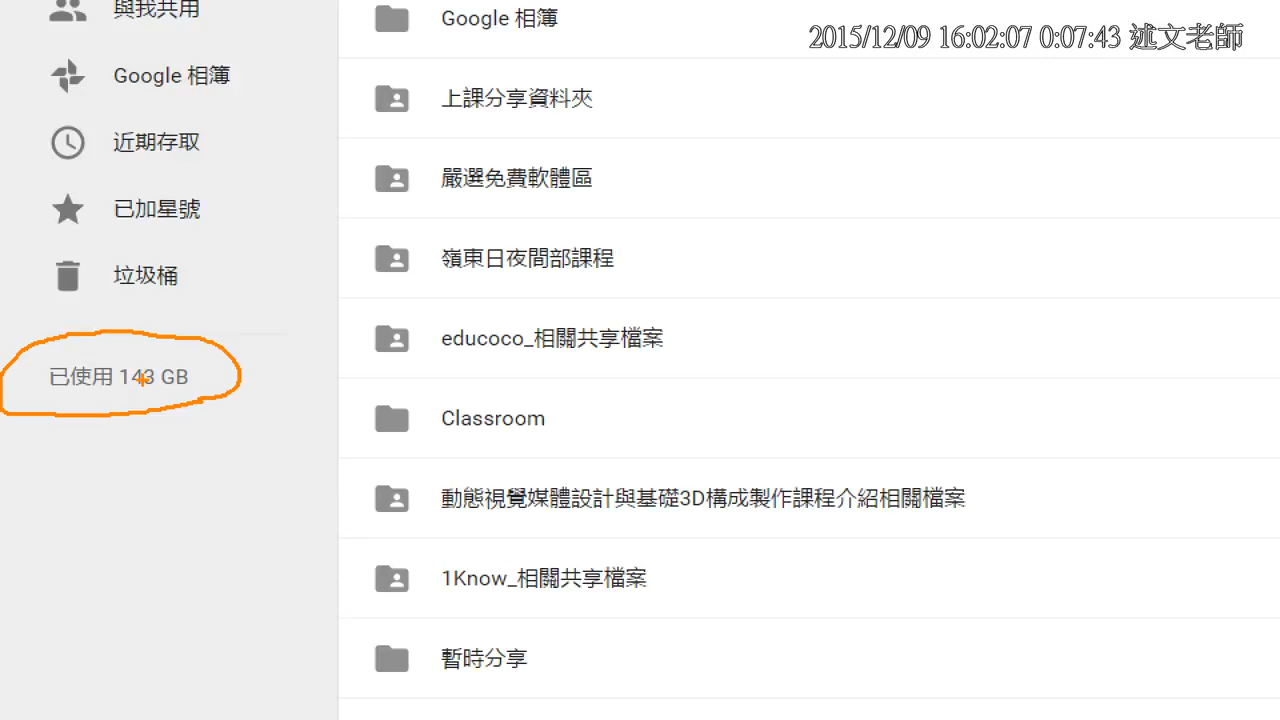 2015/12/09 16:02:07 0:07:43 述文老師
與我共用
Google 相簿
近期存取
已加星號
垃圾桶
已使用 143 GB
Google 相簿
上課分享資料夾
嚴選免費軟體區
嶺東日夜間部課程
educoco_相關共享檔案
Classroom
動態視覺媒體設計與基礎3D構成製作課程介紹相關檔案
1Know_相關共享檔案
暫時分享